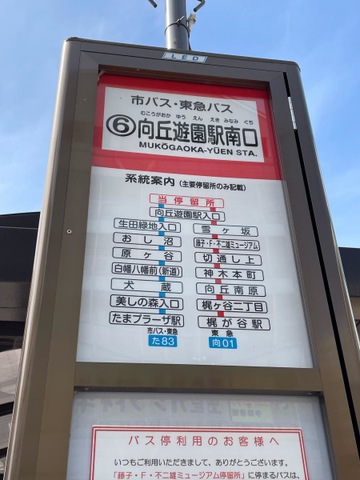 LED
市バス・東急バス
むこうがおか ゆう えん えき みなみ ぐち
⑥向丘遊園駅南口
MUKŌGAOKA-YŪEN STA.
系統案内(主要停留所のみ記載)
当停留所
向丘遊園駅入口
生田緑地入口 雪ヶ坂
おし沼 藤子・F・不二雄ミュージアム
原ヶ谷 切通し上
白幡八幡前(新道) 神木本町
犬蔵 向丘南原
美しの森入口 梶ヶ谷二丁目
たまプラーザ駅 梶が谷駅
市バス・東急 東急
た83 向01
バス停利用のお客様へ
いつもご利用いただきまして、ありがとうございます。
「藤子・F・不二雄ミュージアム停留所」に停まるバスは、